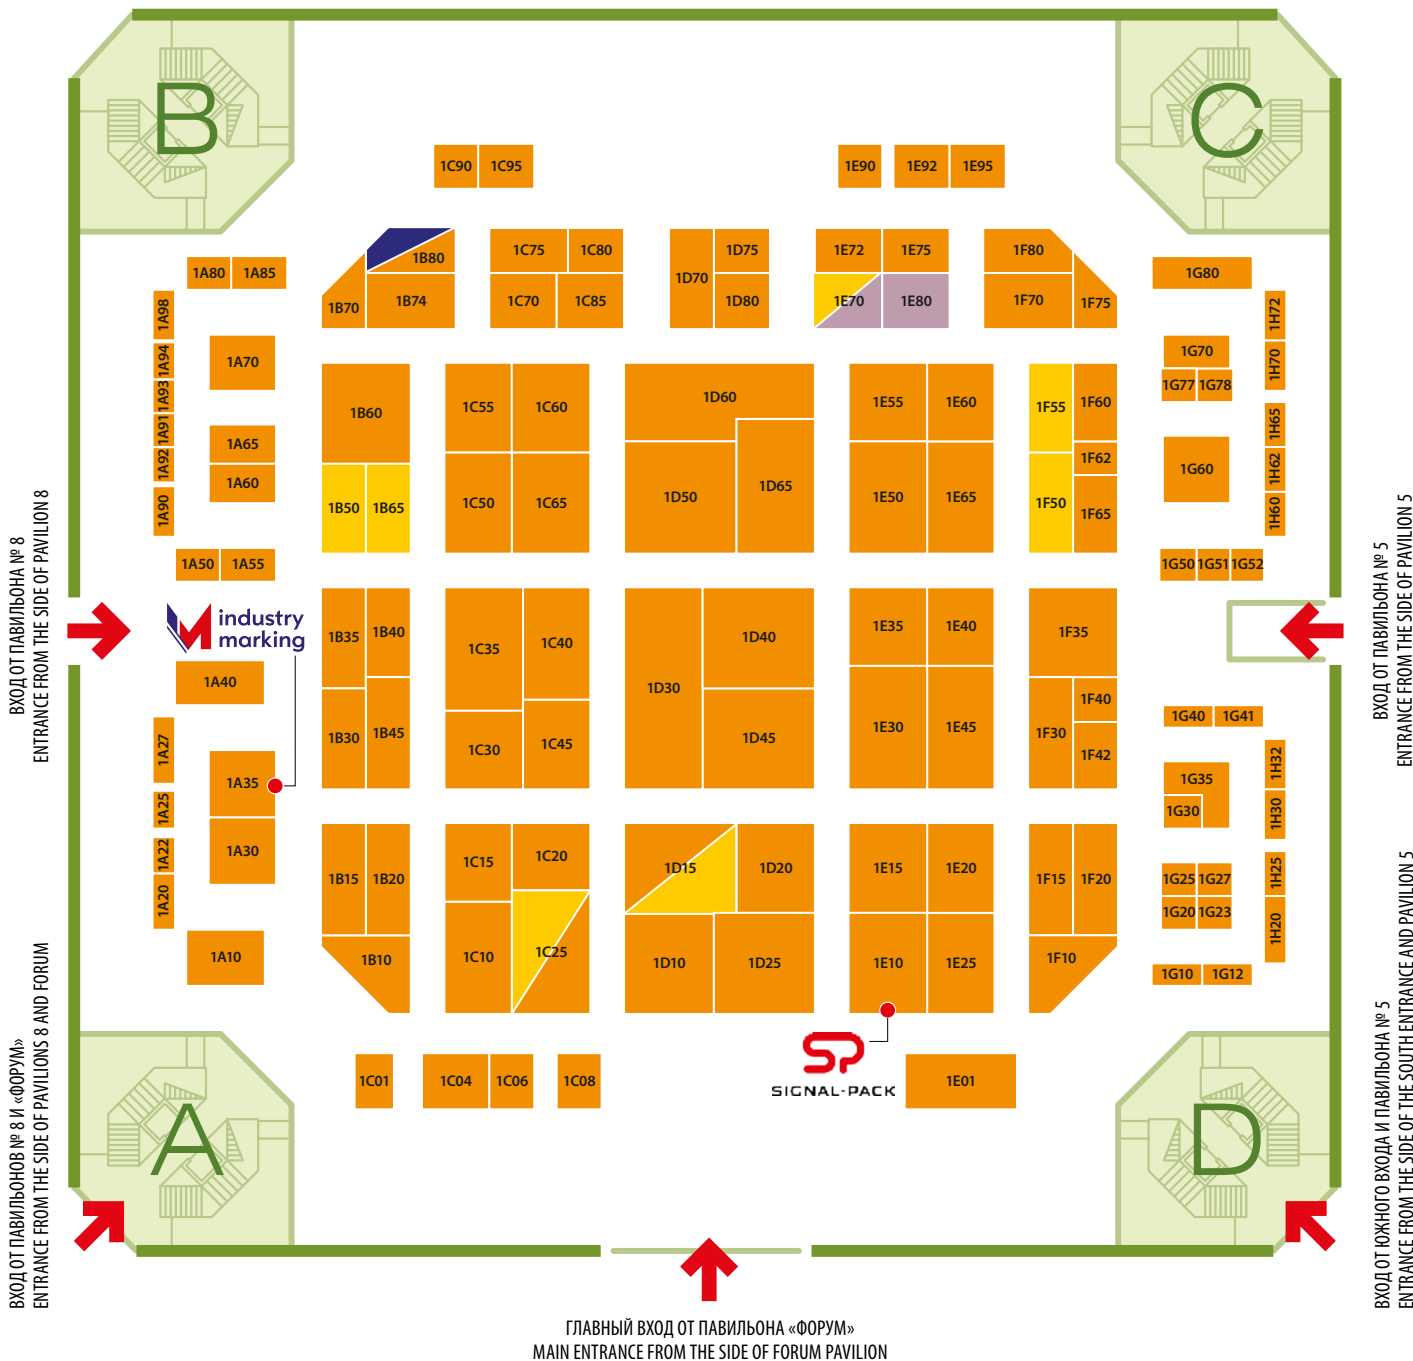 B
C
1C90
1C95
1E90
1E92
1E95
1B80
1C75
1C80
1D70
1D75
1E72
1E75
1F80
1A80
1A85
1G80
1B70
1B74
1C70
1C85
1D80
1E70
1E80
1F70
1F75
1A98
1H72
1A94
1A70
1G70
1H70
1A93
1G77
1G78
1A91
1B60
1C55
1C60
1D60
1E55
1E60
1F55
1F60
1H65
1A92
1A65
1F62
1G60
1H62
1A60
1B50
1B65
1C50
1C65
1D50
1D65
1E50
1E65
1F50
1F65
1A90
1H60
1A50
1A55
1G50
1G51
1G52
ВХОД ОТ ПАВИЛЬОНА № 8
ENTRANCE FROM THE SIDE OF PAVILION 8
ВХОД ОТ ПАВИЛЬОНА № 5
ENTRANCE FROM THE SIDE OF PAVILION 5
industry
marking
1B35
1B40
1C35
1C40
1D30
1D40
1E35
1E40
1F35
1A40
1B30
1B45
1C30
1C45
1D45
1E30
1E45
1F30
1F40
1F42
1G40
1G41
1A27
1A35
1G35
1G30
1H32
1H30
1A25
1A30
1A22
1A20
1B15
1B20
1C15
1C20
1D15
1D20
1E15
1E20
1F15
1F20
1G25
1G27
1H25
1G20
1G23
1H20
1A10
1B10
1C10
1C25
1D10
1D25
1E10
1E25
1F10
1G10
1G12
SP
SIGNAL-PACK
1C01
1C04
1C06
1C08
1E01
A
D
ВХОД ОТ ПАВИЛЬОНОВ № 8 И «ФОРУМ»
ENTRANCE FROM THE SIDE OF PAVILIONS 8 AND FORUM
ВХОД ОТ ЮЖНОГО ВХОДА И ПАВИЛЬОНА № 5
ENTRANCE FROM THE SIDE OF THE SOUTH ENTRANCE AND PAVILION 5
ГЛАВНЫЙ ВХОД ОТ ПАВИЛЬОНА «ФОРУМ»
MAIN ENTRANCE FROM THE SIDE OF FORUM PAVILION